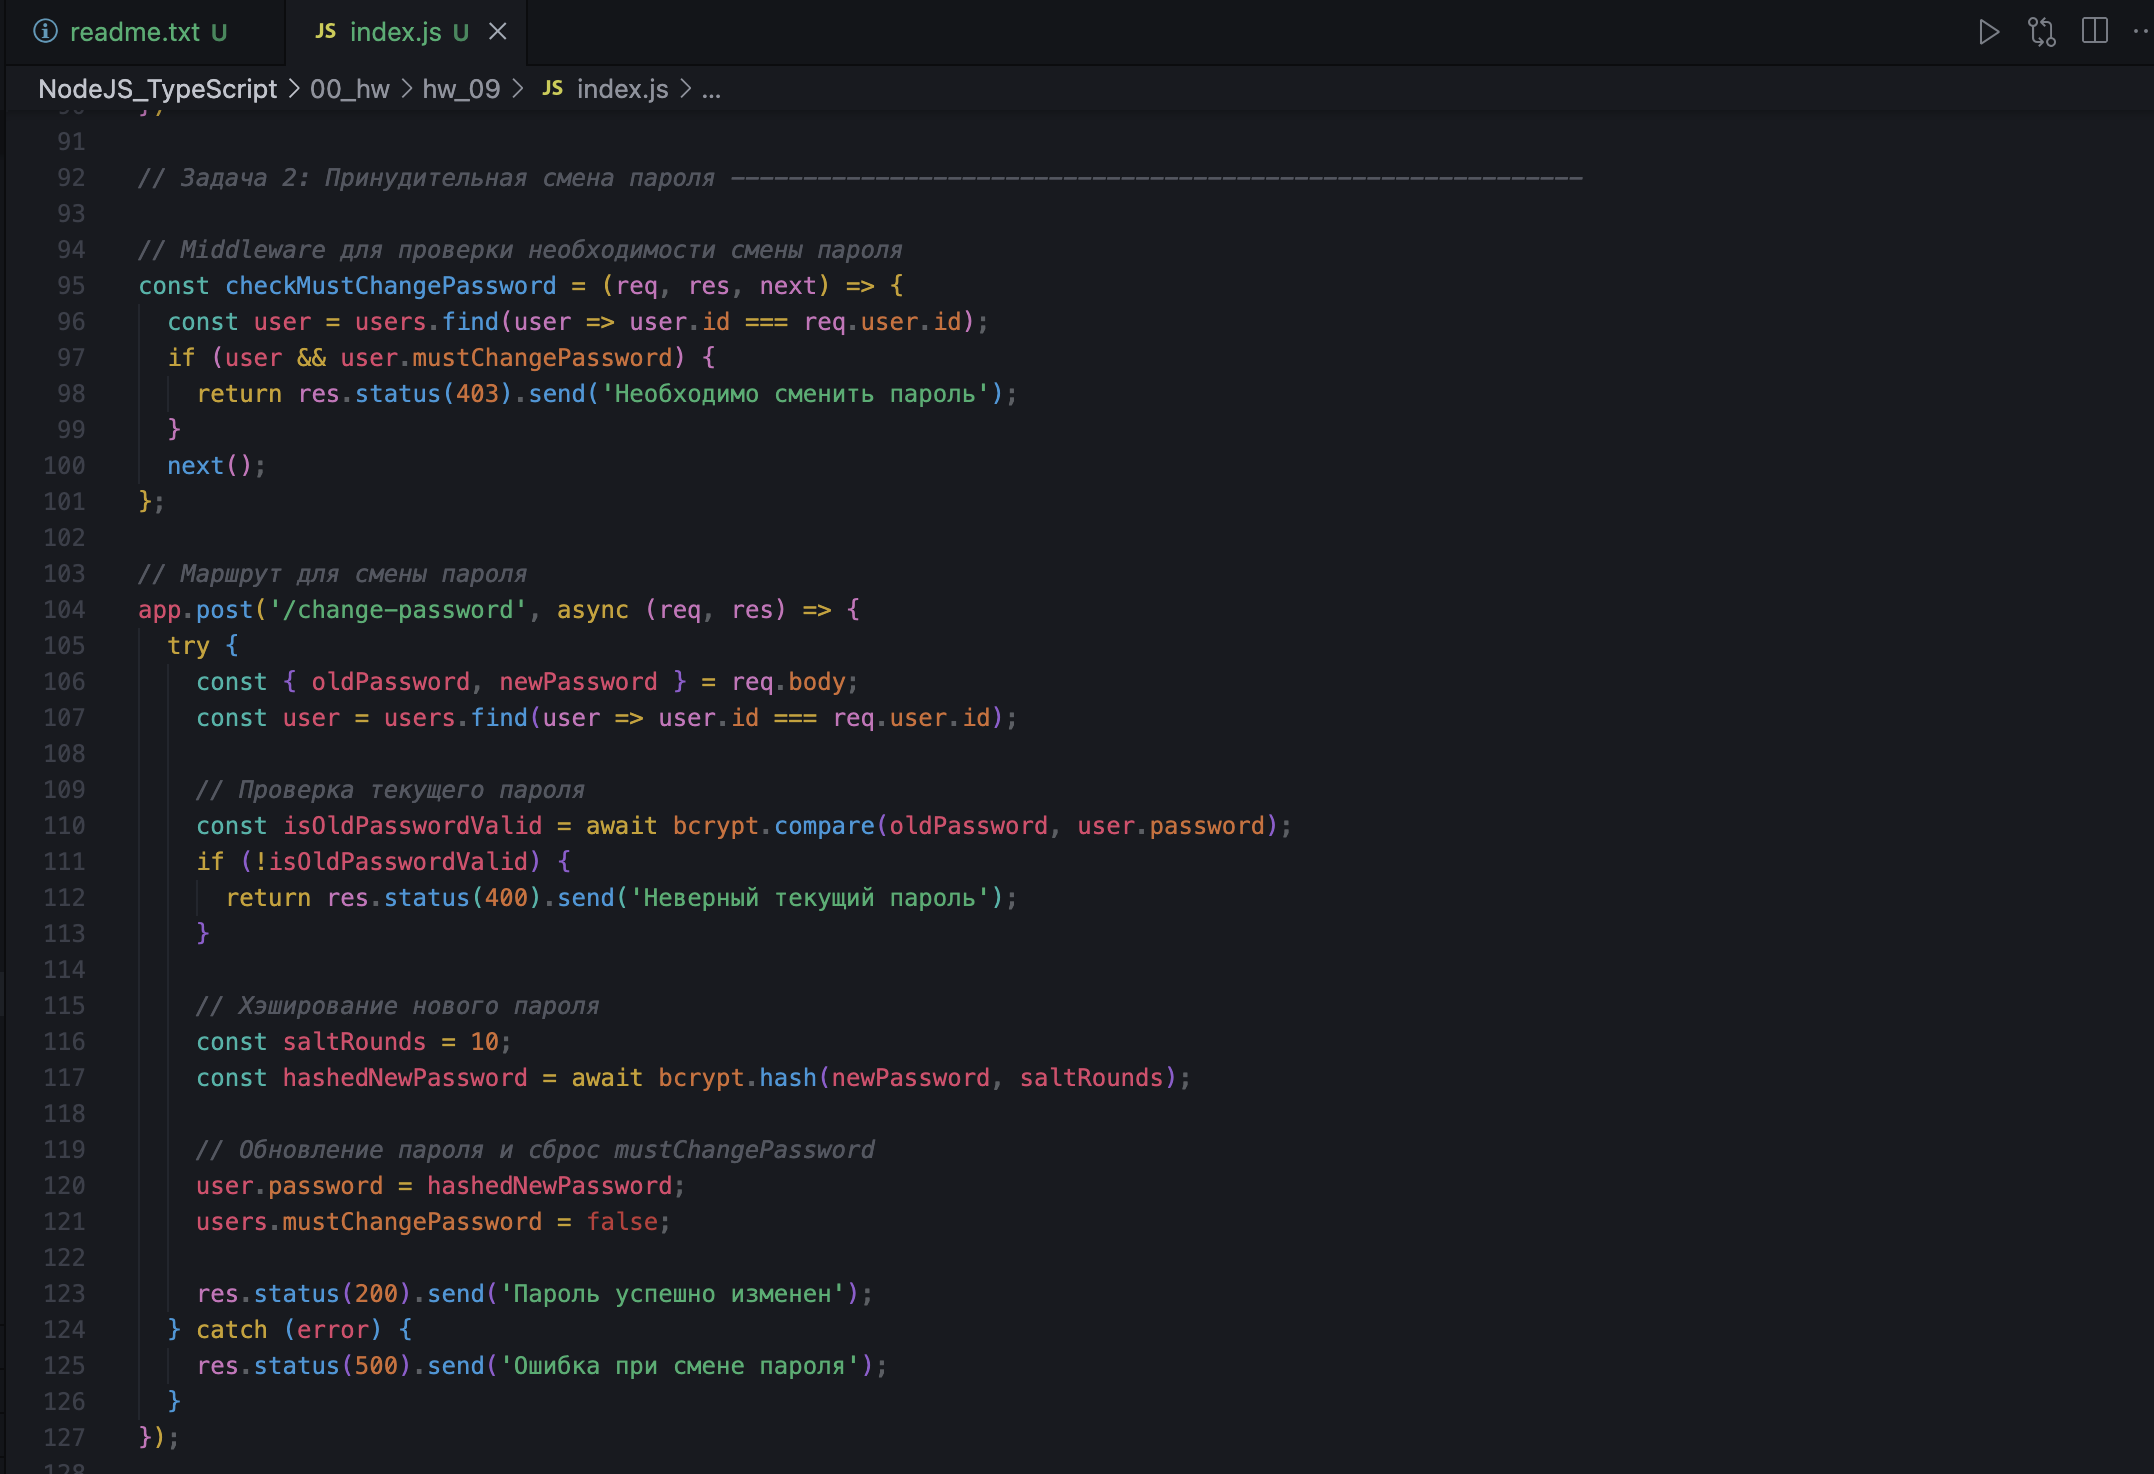 readme.txt U
JS index.js U
NodeJS_TypeScript > 00_hw > hw_09 > JS index.js > ...
90 })
91
92 // Задача 2: Принудительная смена пароля -----------------------------------------------------------
93
94 // Middleware для проверки необходимости смены пароля
95 const checkMustChangePassword = (req, res, next) => {
96   const user = users.find(user => user.id === req.user.id);
97   if (user && user.mustChangePassword) {
98     return res.status(403).send('Необходимо сменить пароль');
99   }
100   next();
101 };
102
103 // Маршрут для смены пароля
104 app.post('/change-password', async (req, res) => {
105   try {
106     const { oldPassword, newPassword } = req.body;
107     const user = users.find(user => user.id === req.user.id);
108
109     // Проверка текущего пароля
110     const isOldPasswordValid = await bcrypt.compare(oldPassword, user.password);
111     if (!isOldPasswordValid) {
112       return res.status(400).send('Неверный текущий пароль');
113     }
114
115     // Хэширование нового пароля
116     const saltRounds = 10;
117     const hashedNewPassword = await bcrypt.hash(newPassword, saltRounds);
118
119     // Обновление пароля и сброс mustChangePassword
120     user.password = hashedNewPassword;
121     users.mustChangePassword = false;
122
123     res.status(200).send('Пароль успешно изменен');
124   } catch (error) {
125     res.status(500).send('Ошибка при смене пароля');
126   }
127 });
128